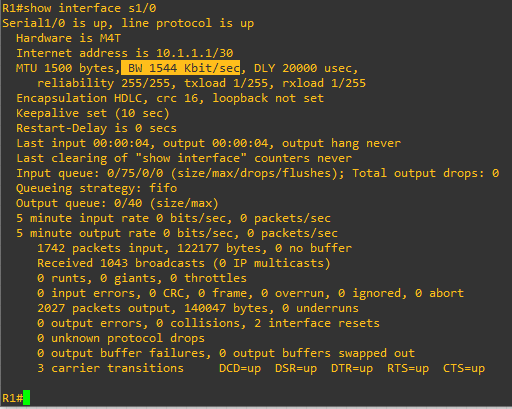 R1#show interface s1/0
Serial1/0 is up, line protocol is up
Hardware is M4T
Internet address is 10.1.1.1/30
MTU 1500 bytes, BW 1544 Kbit/sec, DLY 20000 usec,
reliability 255/255, txload 1/255, rxload 1/255
Encapsulation HDLC, crc 16, loopback not set
Keepalive set (10 sec)
Restart-Delay is 0 secs
Last input 00:00:04, output 00:00:04, output hang never
Last clearing of "show interface" counters never
Input queue: 0/75/0/0 (size/max/drops/flushes); Total output drops: 0
Queueing strategy: fifo
Output queue: 0/40 (size/max)
5 minute input rate 0 bits/sec, 0 packets/sec
5 minute output rate 0 bits/sec, 0 packets/sec
1742 packets input, 122177 bytes, 0 no buffer
Received 1043 broadcasts (0 IP multicasts)
0 runts, 0 giants, 0 throttles
0 input errors, 0 CRC, 0 frame, 0 overrun, 0 ignored, 0 abort
2027 packets output, 140047 bytes, 0 underruns
0 output errors, 0 collisions, 2 interface resets
0 unknown protocol drops
0 output buffer failures, 0 output buffers swapped out
3 carrier transitions DCD=up DSR=up DTR=up RTS=up CTS=up
R1#